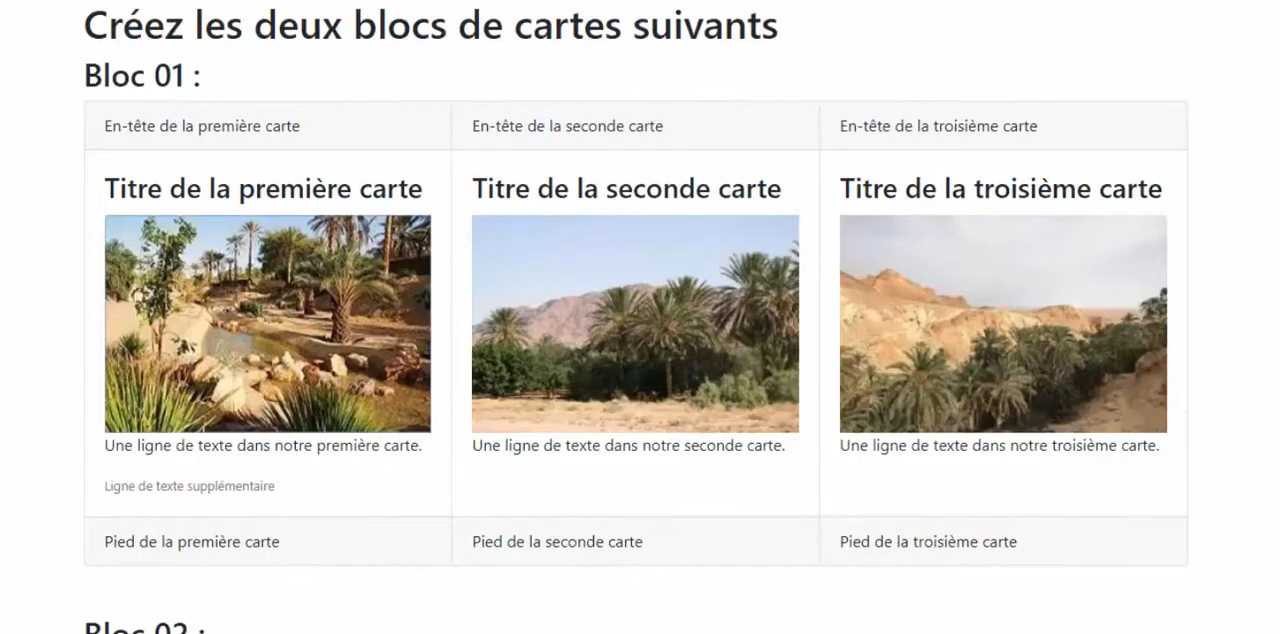 Créez les deux blocs de cartes suivants
Bloc 01 :
En-tête de la première carte
En-tête de la seconde carte
En-tête de la troisième carte
Titre de la première carte
Titre de la seconde carte
Titre de la troisième carte
Une ligne de texte dans notre première carte.
Une ligne de texte dans notre seconde carte.
Une ligne de texte dans notre troisième carte.
Ligne de texte supplémentaire
Pied de la première carte
Pied de la seconde carte
Pied de la troisième carte
Bloc 02 :